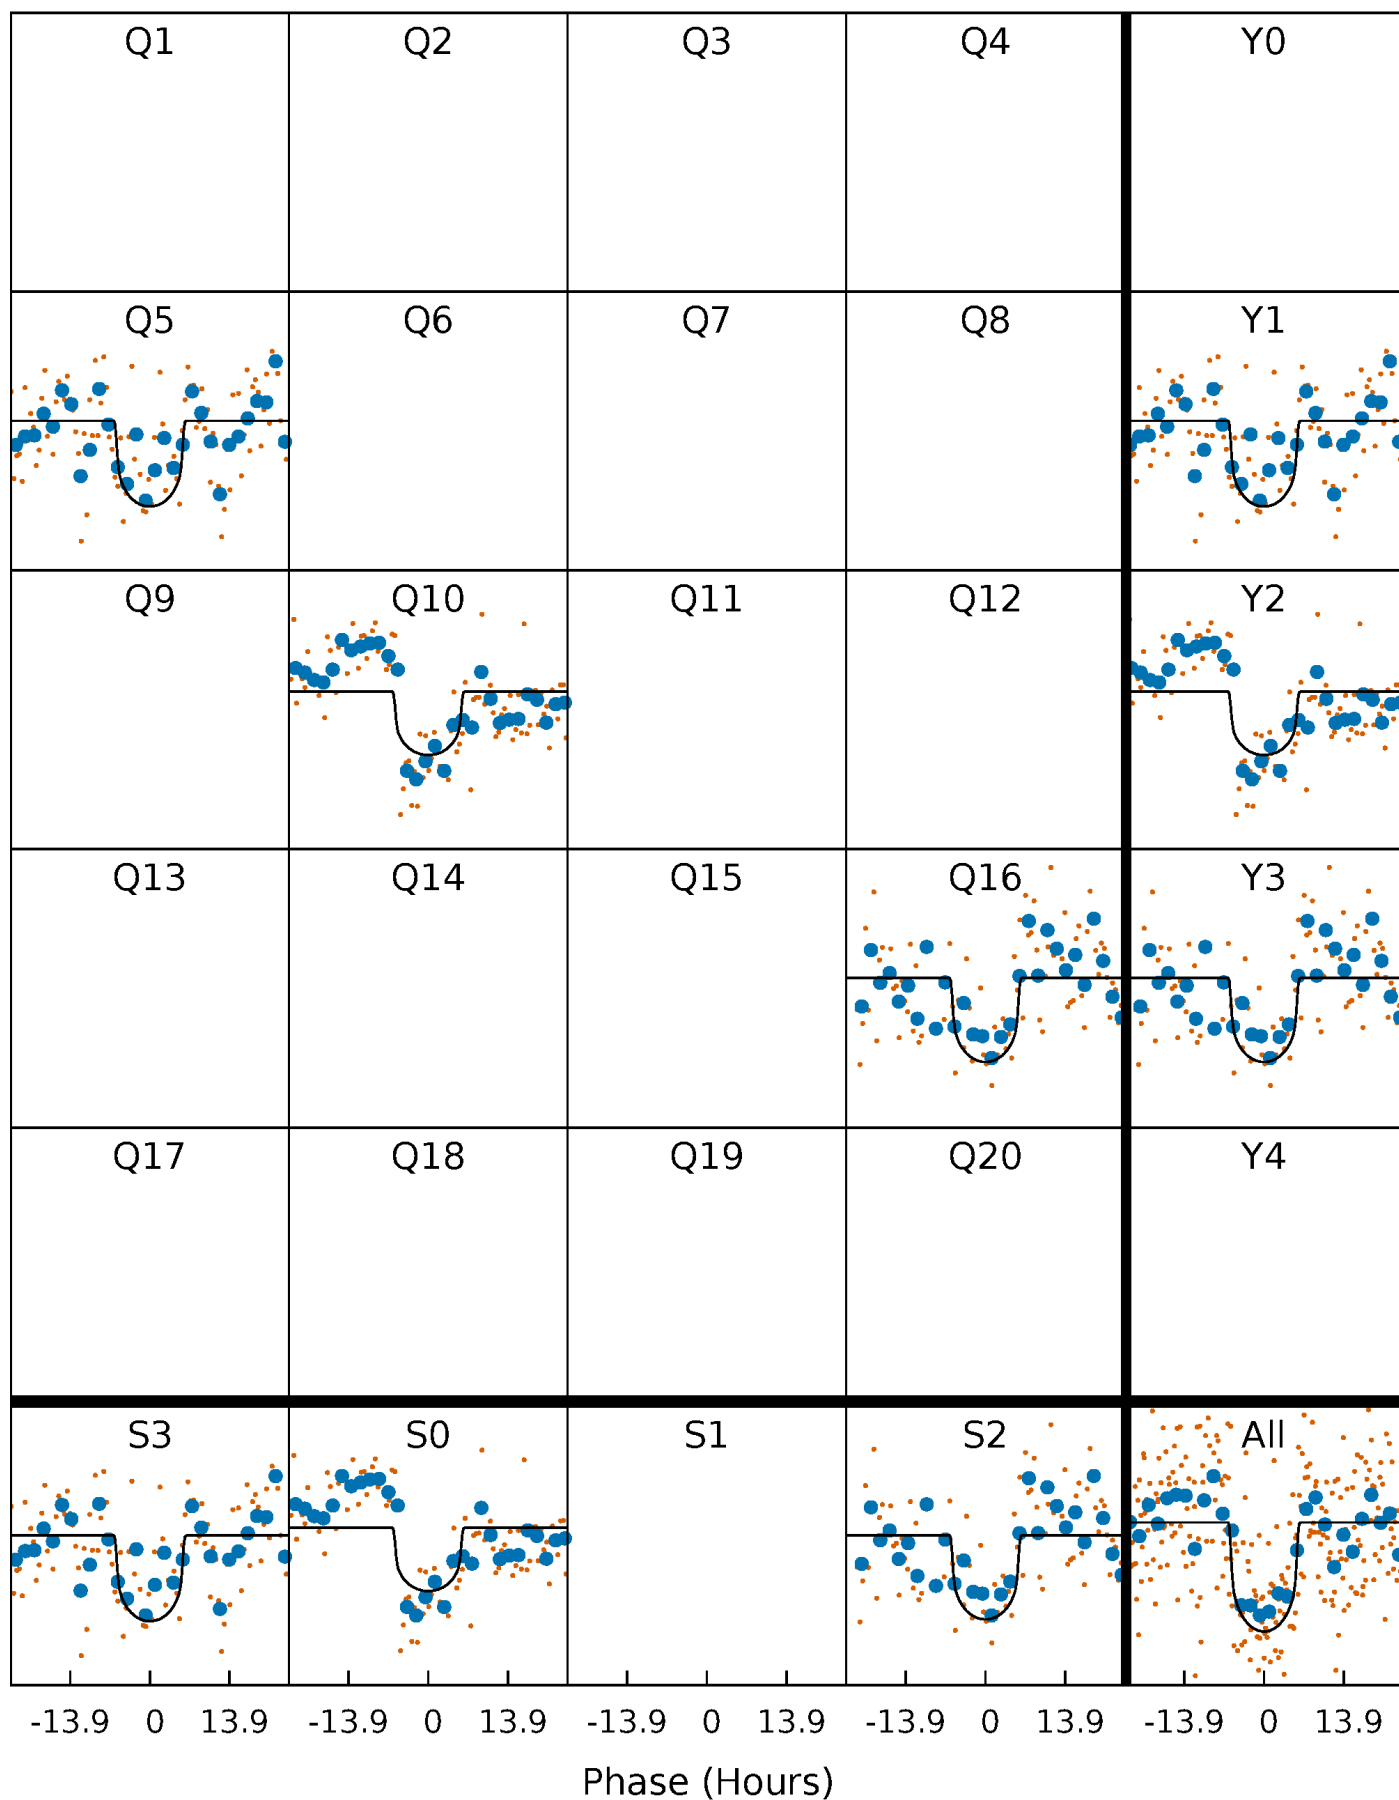 Q1 Q2 Q3 Q4 Y0
Q5 Q6 Q7 Q8 Y1
Q9 Q10 Q11 Q12 Y2
Q13 Q14 Q15 Q16 Y3
Q17 Q18 Q19 Q20 Y4
S3 S0 S1 S2 All
-13.9 0 13.9 -13.9 0 13.9 -13.9 0 13.9 -13.9 0 13.9 -13.9 0 13.9
Phase (Hours)